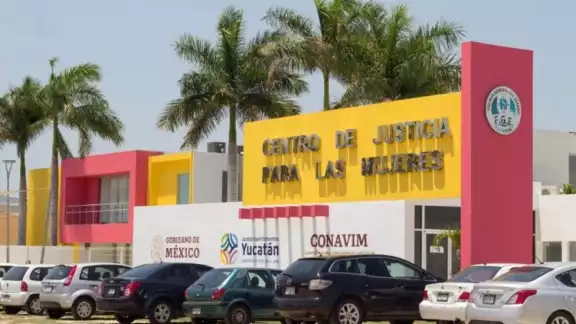 CENTRO DE JUSTICIA
PARA LAS MUJERES
F.G.E.
GOBIERNO DE
MÉXICO
Yucatán
CONAVIM